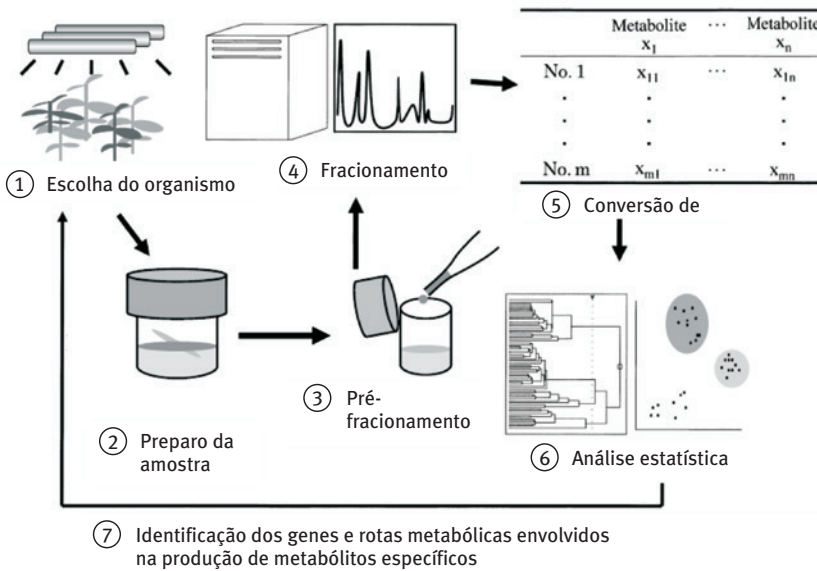 1 Escolha do organismo
2 Preparo da
amostra
3 Pré-
fracionamento
4 Fracionamento
Metabolite ··· Metabolite
x₁ xₙ
No. 1 x₁₁ ··· x₁ₙ
· · ·
· · ·
· · ·
No. m xₘ₁ ··· xₘₙ
5 Conversão de
6 Análise estatística
7 Identificação dos genes e rotas metabólicas envolvidos
na produção de metabólitos específicos